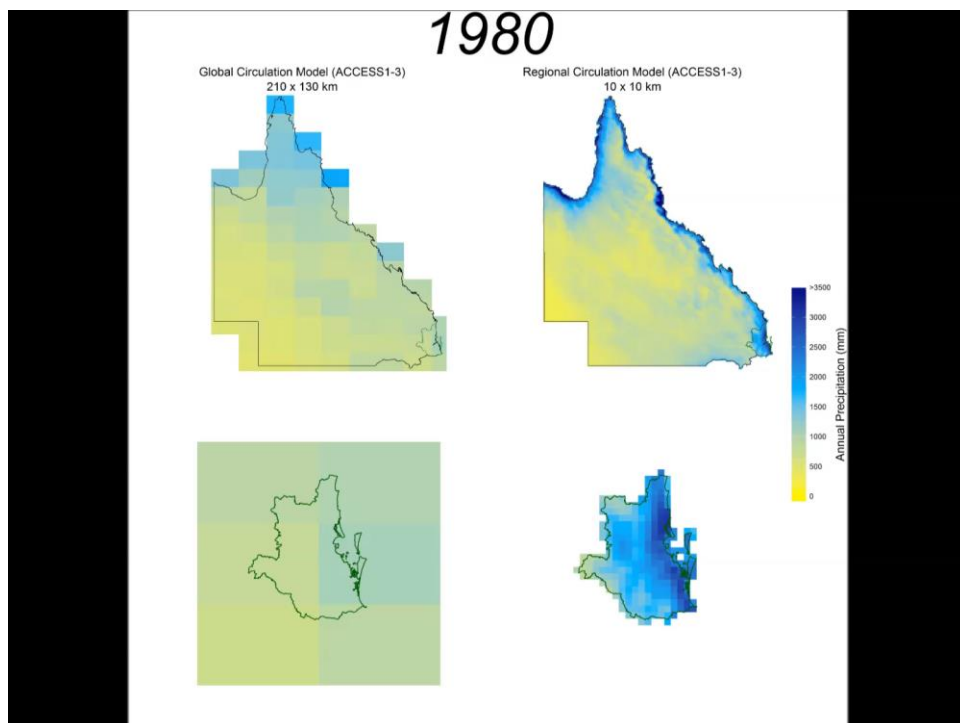 1980
Global Circulation Model (ACCESS1-3)
210 x 130 km
Regional Circulation Model (ACCESS1-3)
10 x 10 km
>3500
3000
2500
2000
1500
1000
500
0
Annual Precipitation (mm)